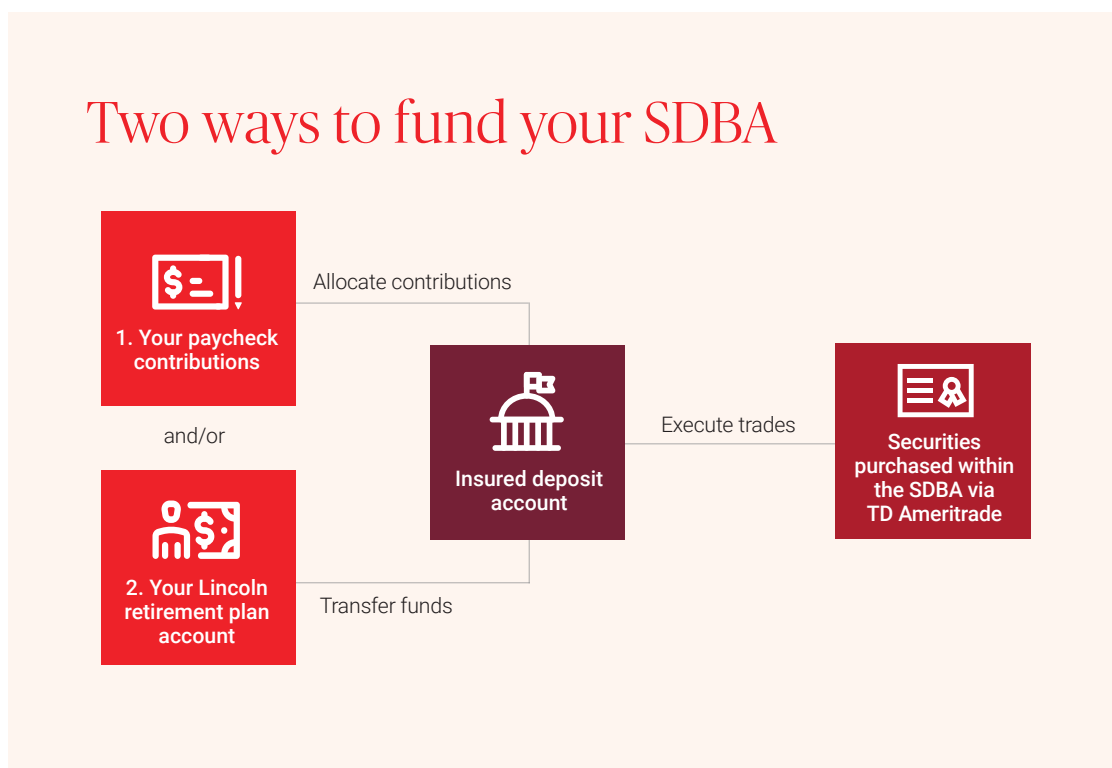 Two ways to fund your SDBA
1. Your paycheck
contributions
Allocate contributions
and/or
2. Your Lincoln
retirement plan
account
Transfer funds
Insured deposit
account
Execute trades
Securities
purchased within
the SDBA via
TD Ameritrade